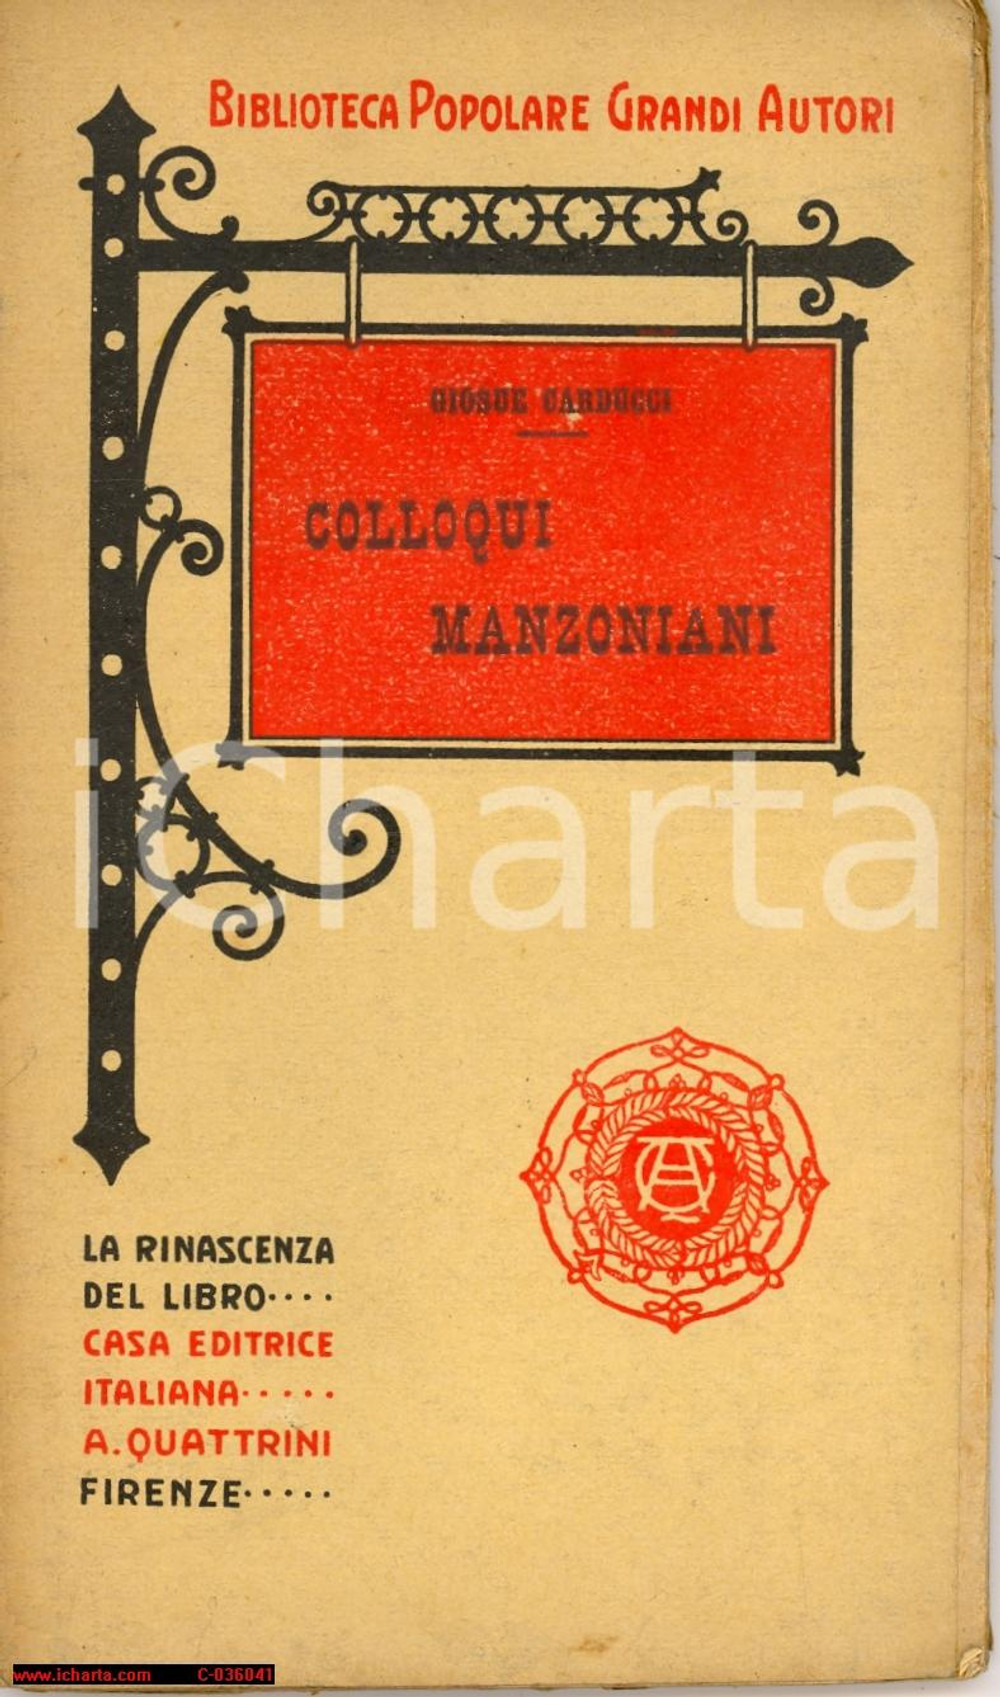 BIBLIOTECA POPOLARE GRANDI AUTORI
GIOSUE CARDUCCI
COLLOQUI
MANZONIANI
iCharta
LA RINASCENZA
DEL LIBRO····
CASA EDITRICE
ITALIANA·····
A. QUATTRINI
FIRENZE·····
www.icharta.com C-036041